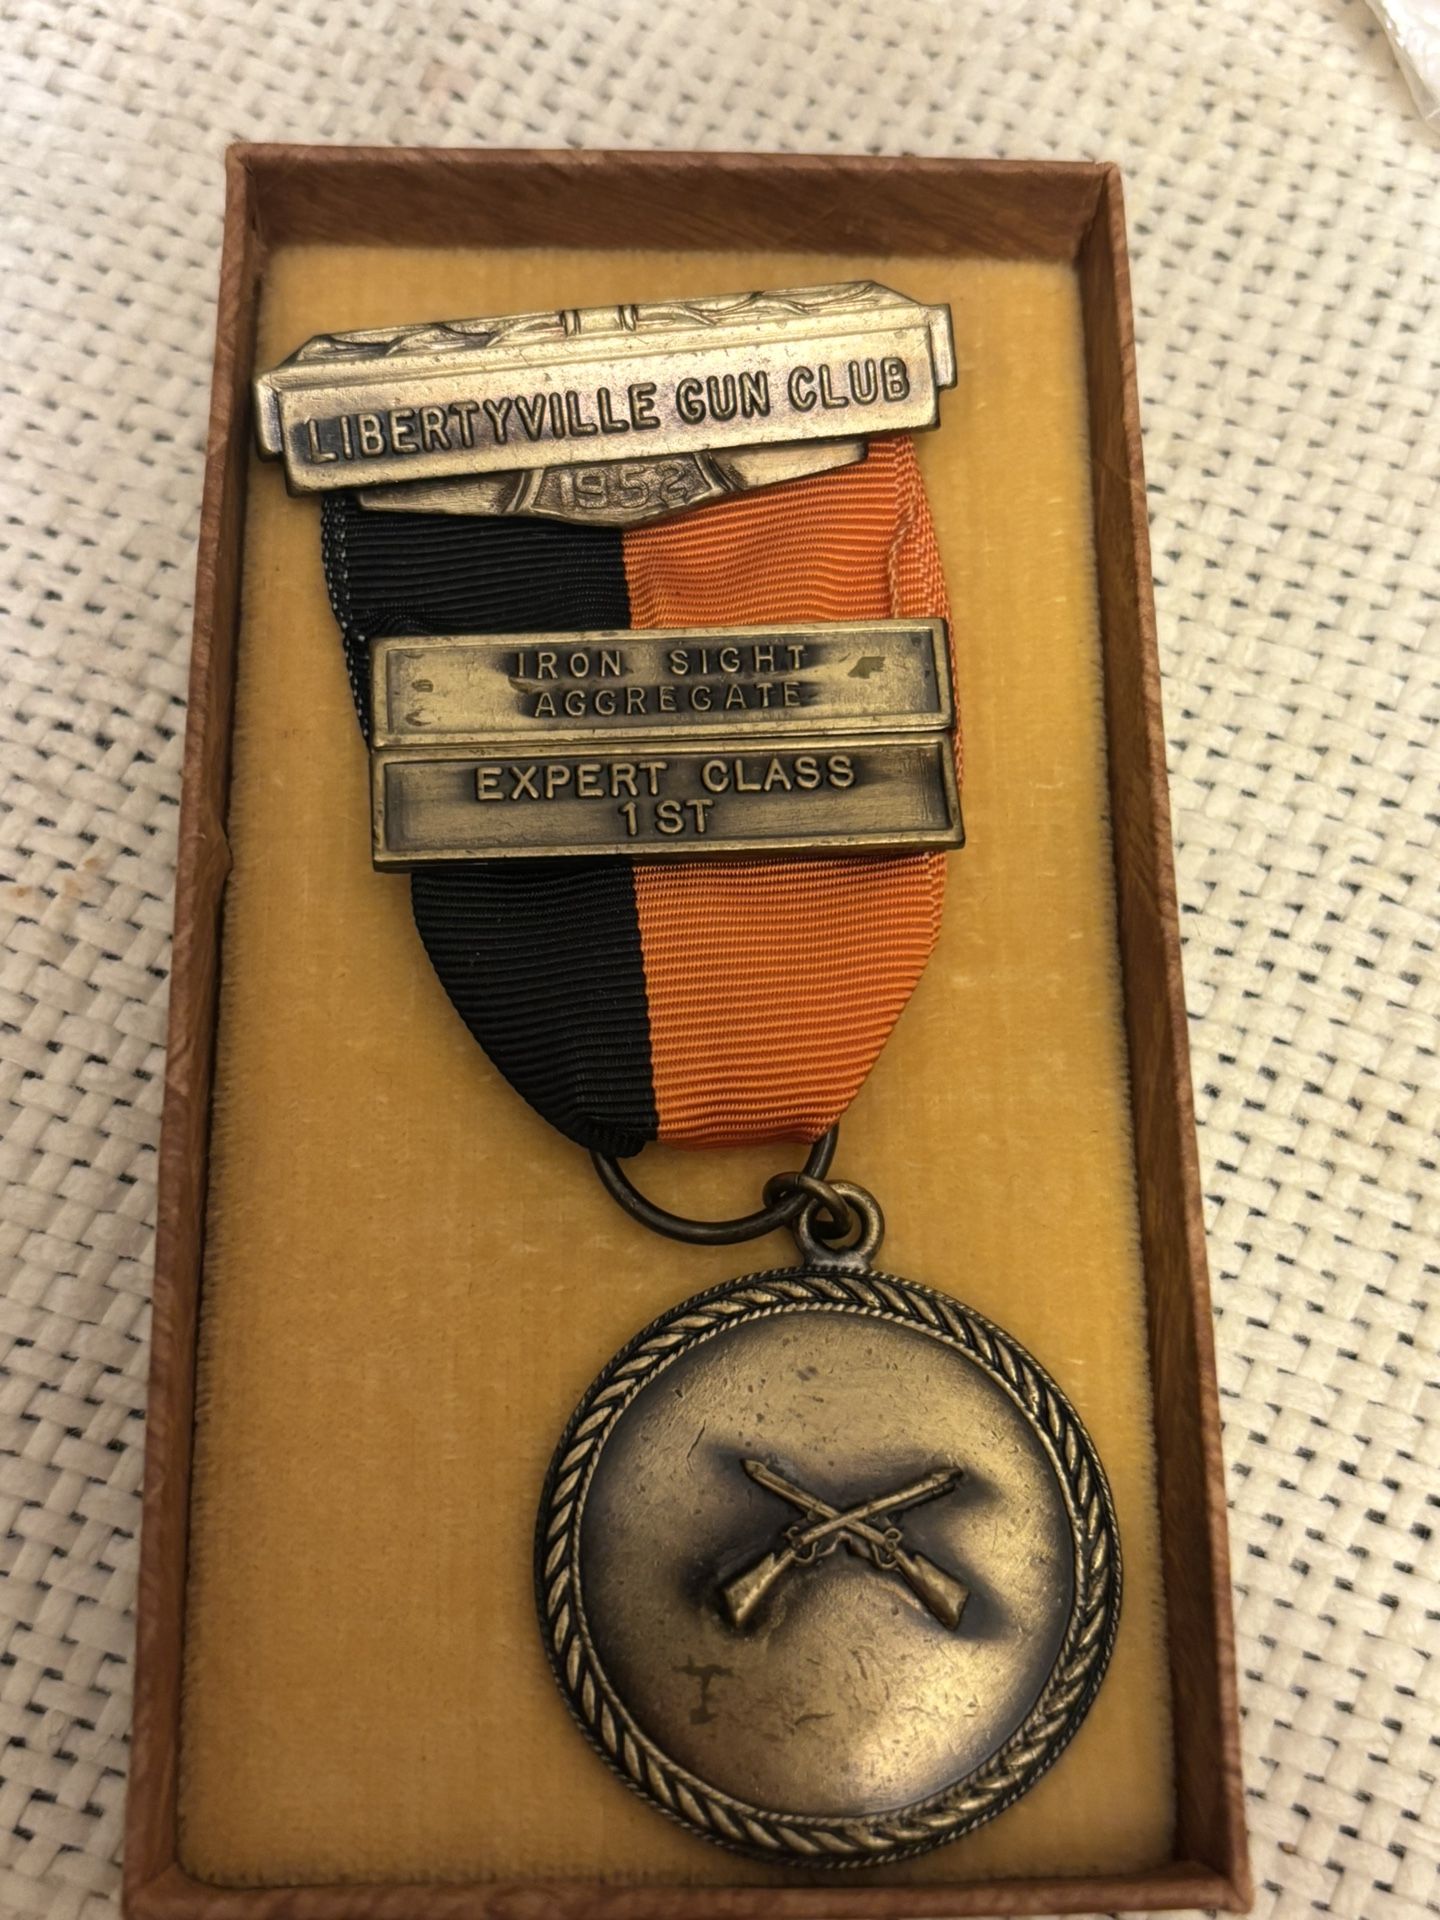 LIBERTYVILLE GUN CLUB
1952
IRON SIGHT
AGGREGATE
EXPERT CLASS
1ST